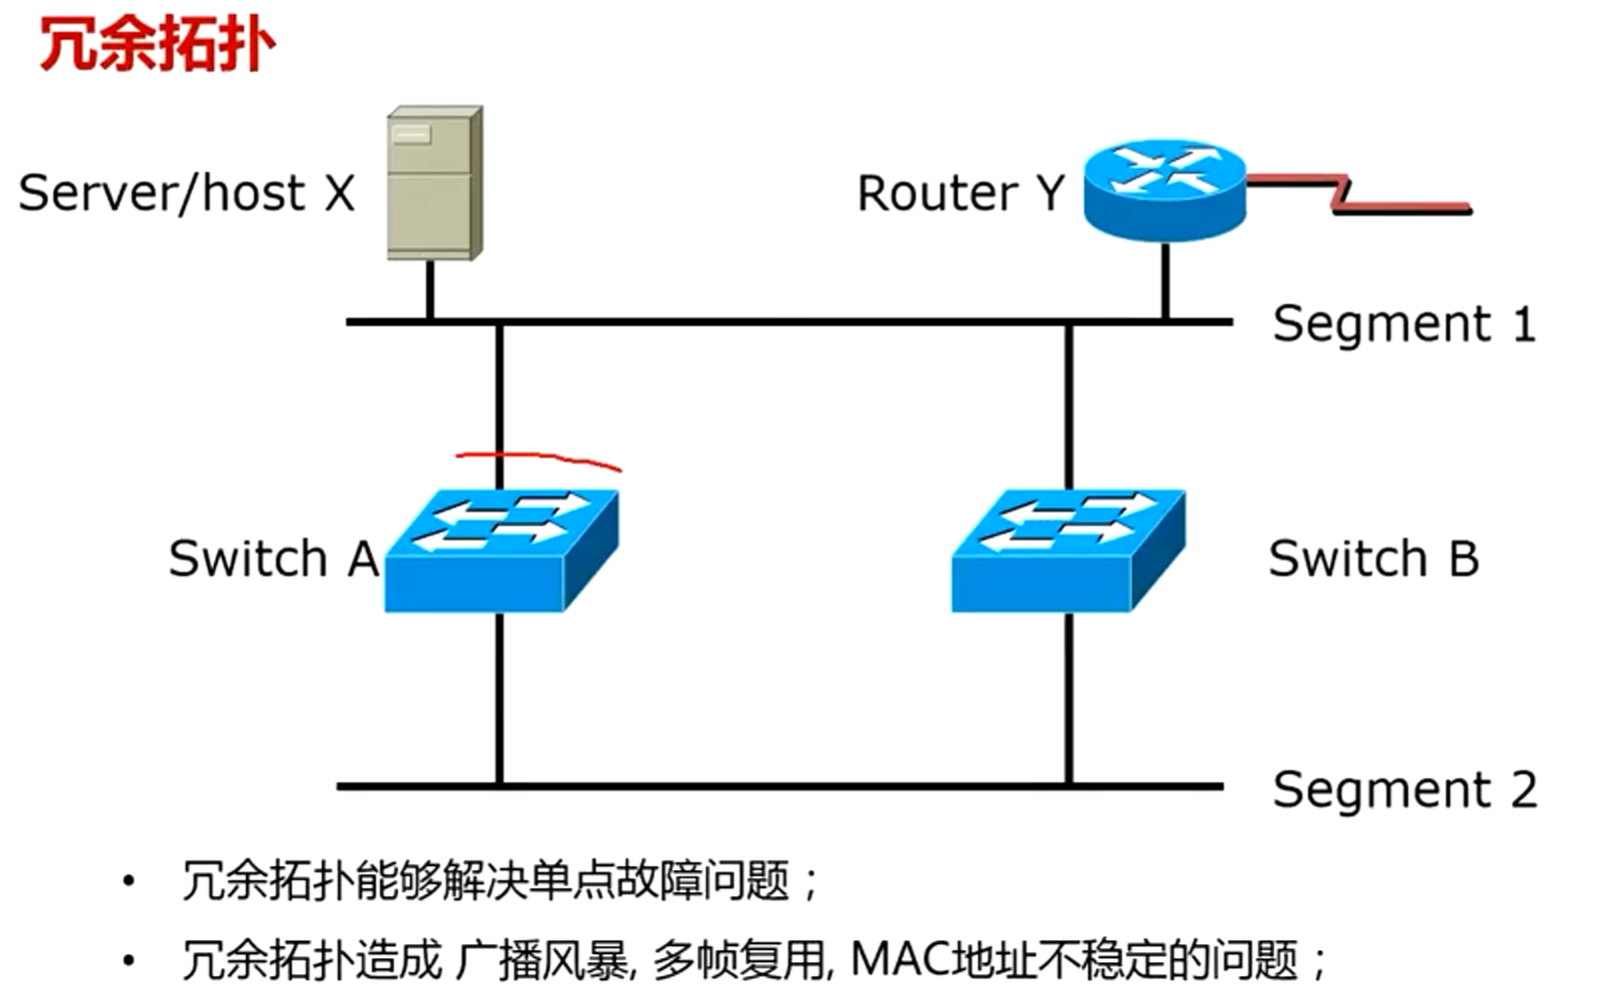 冗余拓扑
Server/host X
Router Y
Segment 1
Switch A
Switch B
Segment 2
• 冗余拓扑能够解决单点故障问题；
• 冗余拓扑造成 广播风暴, 多帧复用, MAC地址不稳定的问题；